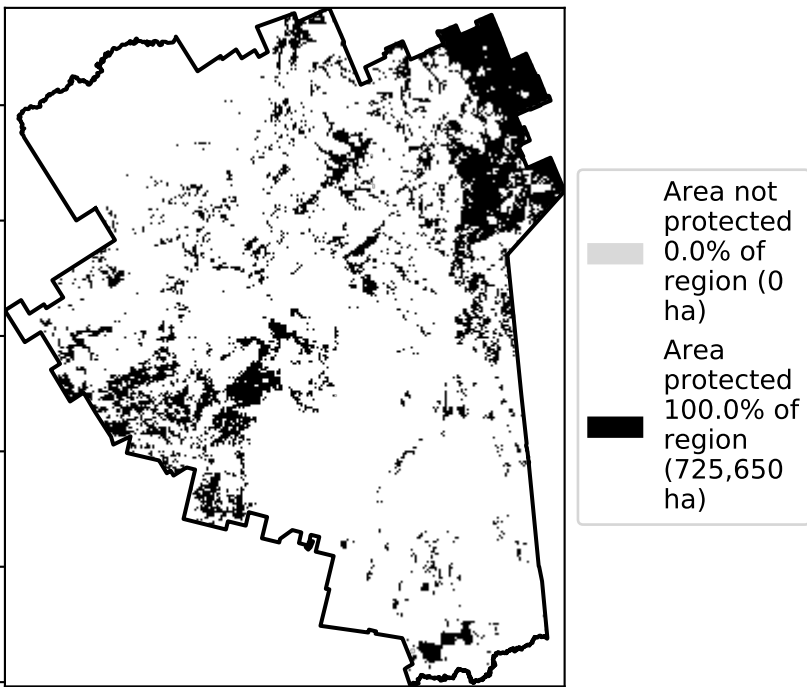 Area not
protected
0.0% of
region (0
ha)
Area
protected
100.0% of
region
(725,650
ha)